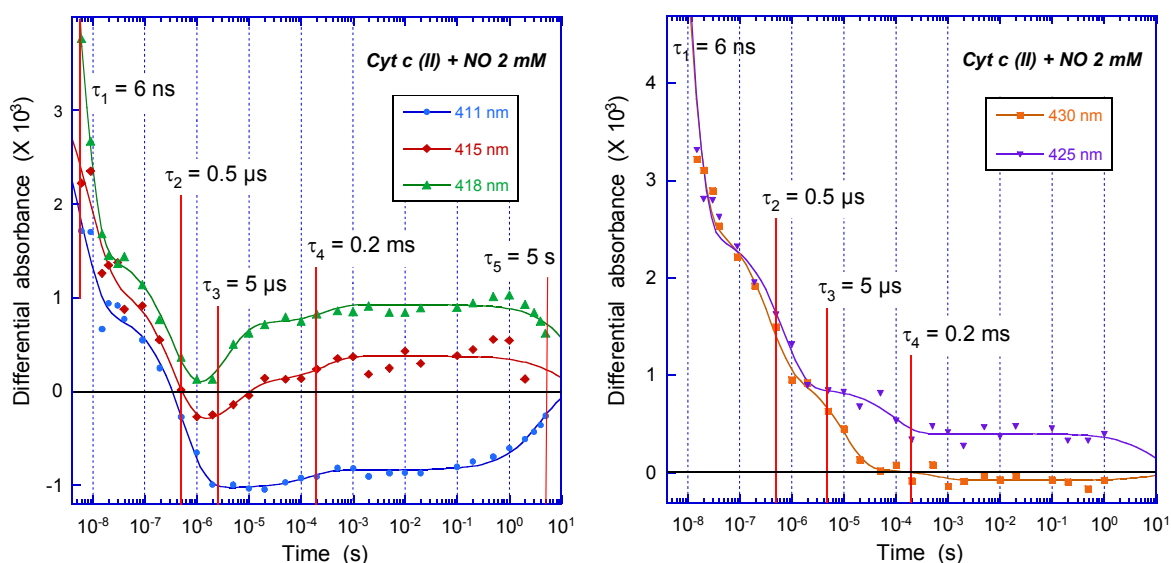 Cyt c (II) + NO 2 mM
τ1 = 6 ns
411 nm
415 nm
418 nm
τ2 = 0.5 µs
τ3 = 5 µs
τ4 = 0.2 ms
τ5 = 5 s
Differential absorbance (X 10³)
3
2
1
0
-1
10⁻⁸ 10⁻⁷ 10⁻⁶ 10⁻⁵ 10⁻⁴ 10⁻³ 10⁻² 10⁻¹ 10⁰ 10¹
Time (s)
Cyt c (II) + NO 2 mM
τ1 = 6 ns
430 nm
425 nm
τ2 = 0.5 µs
τ3 = 5 µs
τ4 = 0.2 ms
Differential absorbance (X 10³)
4
3
2
1
0
10⁻⁸ 10⁻⁷ 10⁻⁶ 10⁻⁵ 10⁻⁴ 10⁻³ 10⁻² 10⁻¹ 10⁰ 10¹
Time (s)